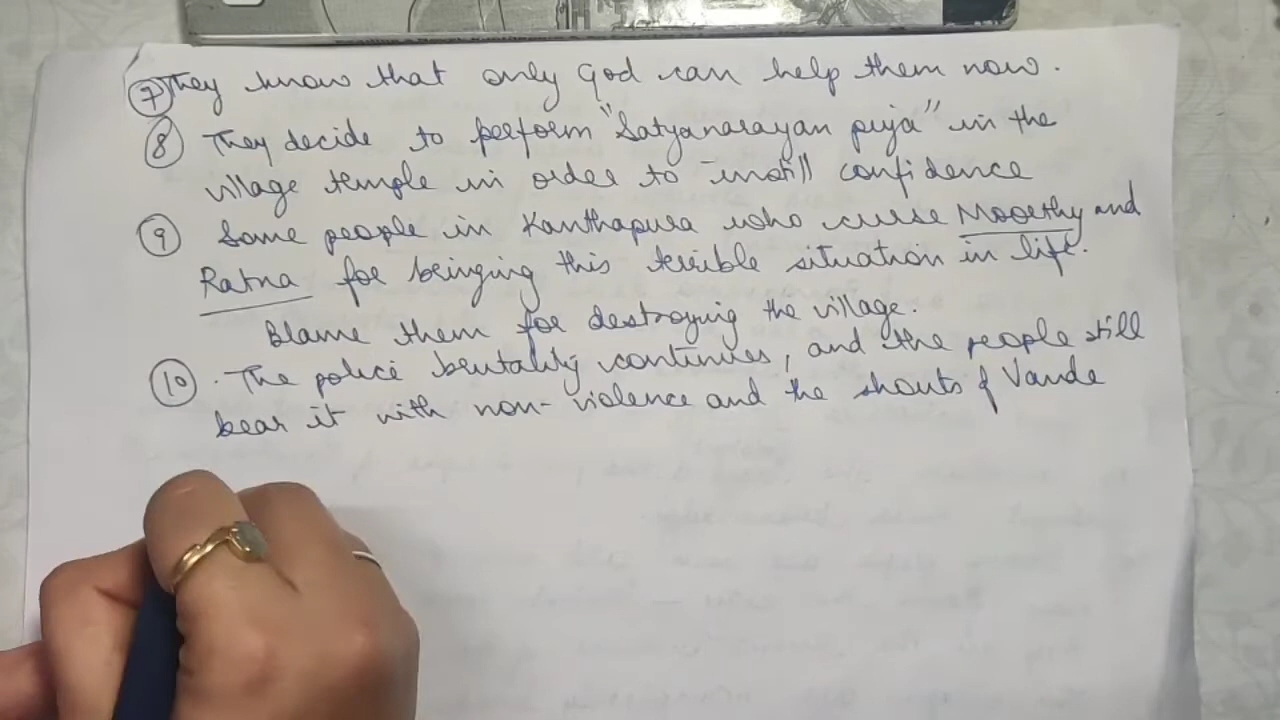 7 They know that only God can help them now.
8 They decide to perform "Satyanarayan puja" in the
village temple in order to instill confidence
9 Some people in Kanthapura who curse Moorthy and
Ratna for bringing this terrible situation in life.
Blame them for destroying the village.
10. The police brutality continues, and the people still
bear it with non-violence and the shouts of Vande